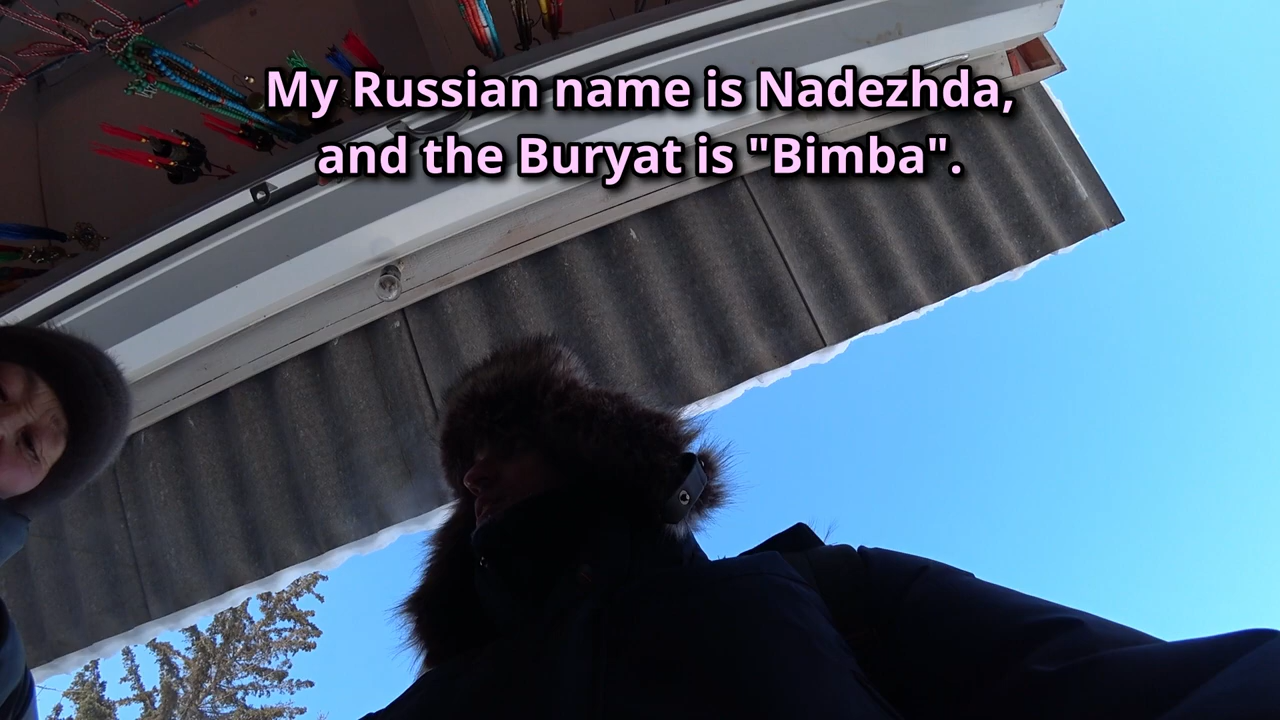 My Russian name is Nadezhda,
and the Buryat is "Bimba".